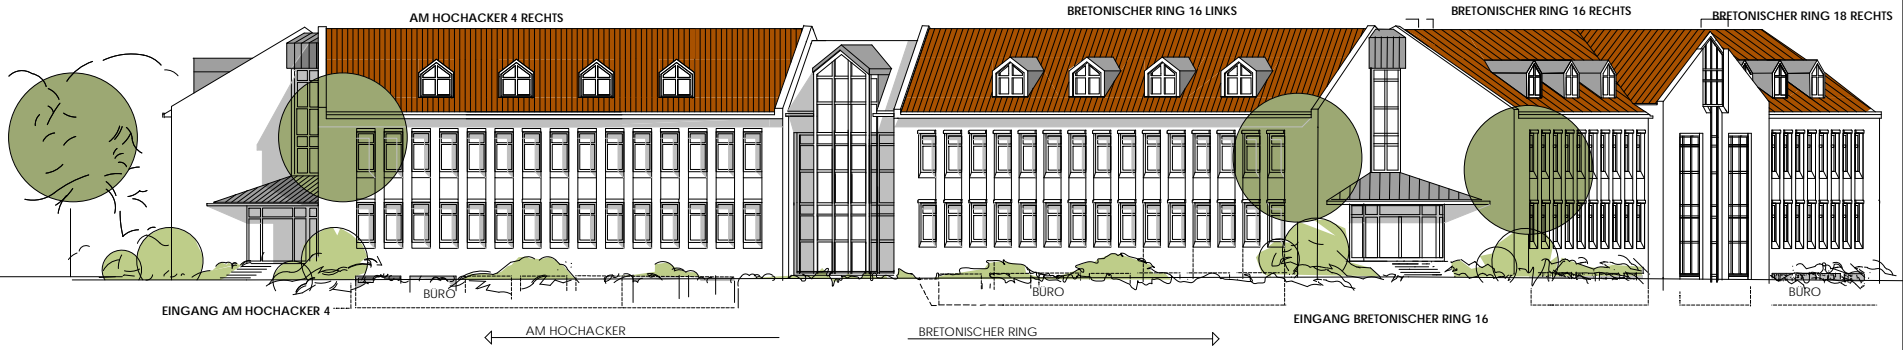 AM HOCHACKER 4 RECHTS
BRETONISCHER RING 16 LINKS
BRETONISCHER RING 16 RECHTS
BRETONISCHER RING 18 RECHTS
BÜRO
BÜRO
BÜRO
EINGANG AM HOCHACKER 4
EINGANG BRETONISCHER RING 16
AM HOCHACKER
BRETONISCHER RING